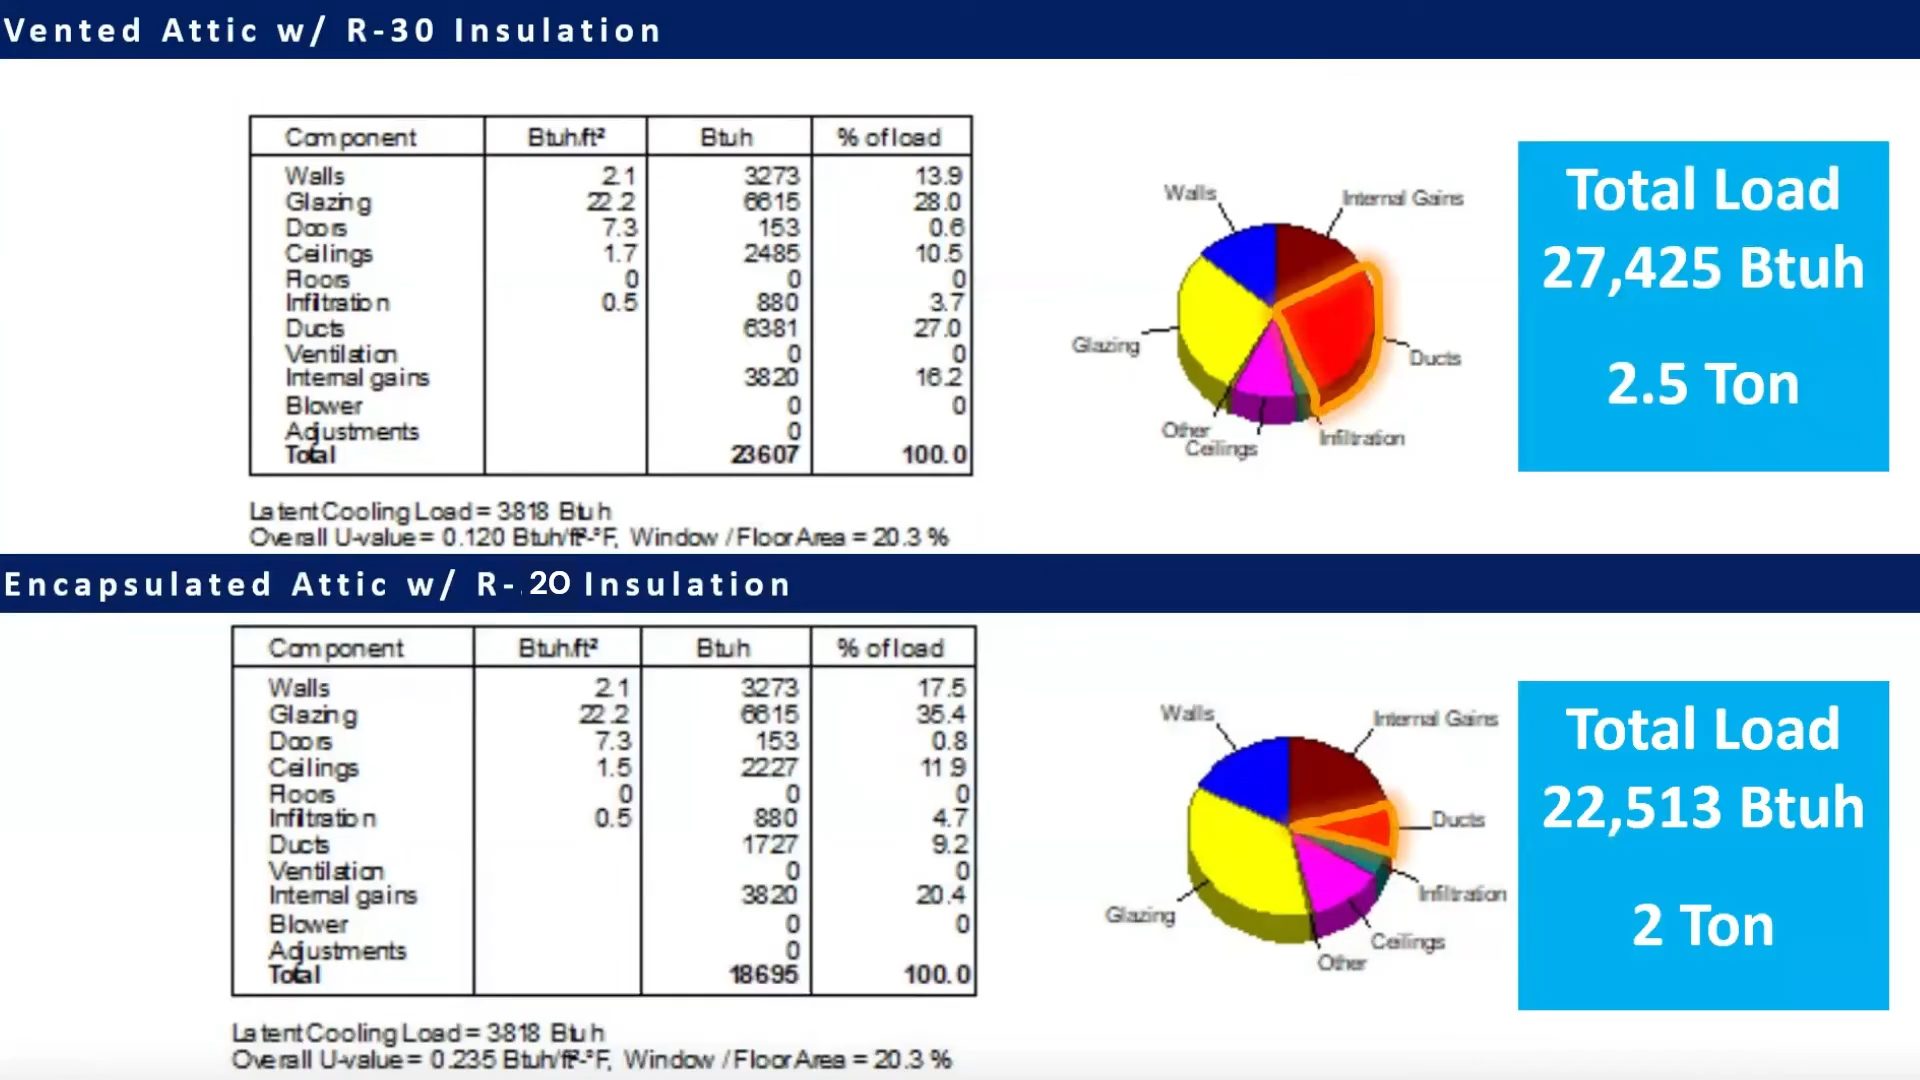 Vented Attic w/ R-30 Insulation
Component Btuh/ft² Btuh % of load
Walls 2.1 3273 13.9
Glazing 22.2 6615 28.0
Doors 7.3 153 0.6
Ceilings 1.7 2485 10.5
Floors 0 0 0
Infiltration 0.5 880 3.7
Ducts 6381 27.0
Ventilation 0 0
Internal gains 3820 16.2
Blower 0 0
Adjustments 0
Total 23607 100.0
Latent Cooling Load = 3818 Btuh
Overall U-value = 0.120 Btuh/ft²-°F, Window / Floor Area = 20.3 %
Walls
Internal Gains
Glazing
Ducts
Other
Ceilings
Infiltration
Total Load
27,425 Btuh
2.5 Ton
Encapsulated Attic w/ R-20 Insulation
Component Btuh/ft² Btuh % of load
Walls 2.1 3273 17.5
Glazing 22.2 6615 35.4
Doors 7.3 153 0.8
Ceilings 1.5 2227 11.9
Floors 0 0 0
Infiltration 0.5 880 4.7
Ducts 1727 9.2
Ventilation 0 0
Internal gains 3820 20.4
Blower 0 0
Adjustments 0
Total 18695 100.0
Latent Cooling Load = 3818 Btuh
Overall U-value = 0.235 Btuh/ft²-°F, Window / Floor Area = 20.3 %
Walls
Internal Gains
Ducts
Infiltration
Glazing
Ceilings
Other
Total Load
22,513 Btuh
2 Ton